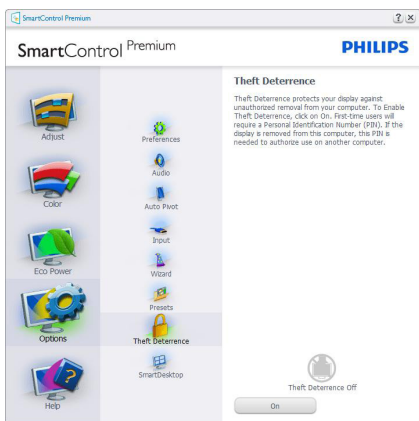 SmartControl Premium
SmartControl Premium
PHILIPS
Adjust
Color
Eco Power
Options
Help
Preferences
Audio
Auto Pivot
Input
Wizard
Presets
Theft Deterrence
SmartDesktop
Theft Deterrence
Theft Deterrence protects your display against
unauthorized removal from your computer. To Enable
Theft Deterrence, click on On. First-time users will
require a Personal Identification Number (PIN). If the
display is removed from this computer, this PIN is
needed to authorize use on another computer.
Theft Deterrence Off
On